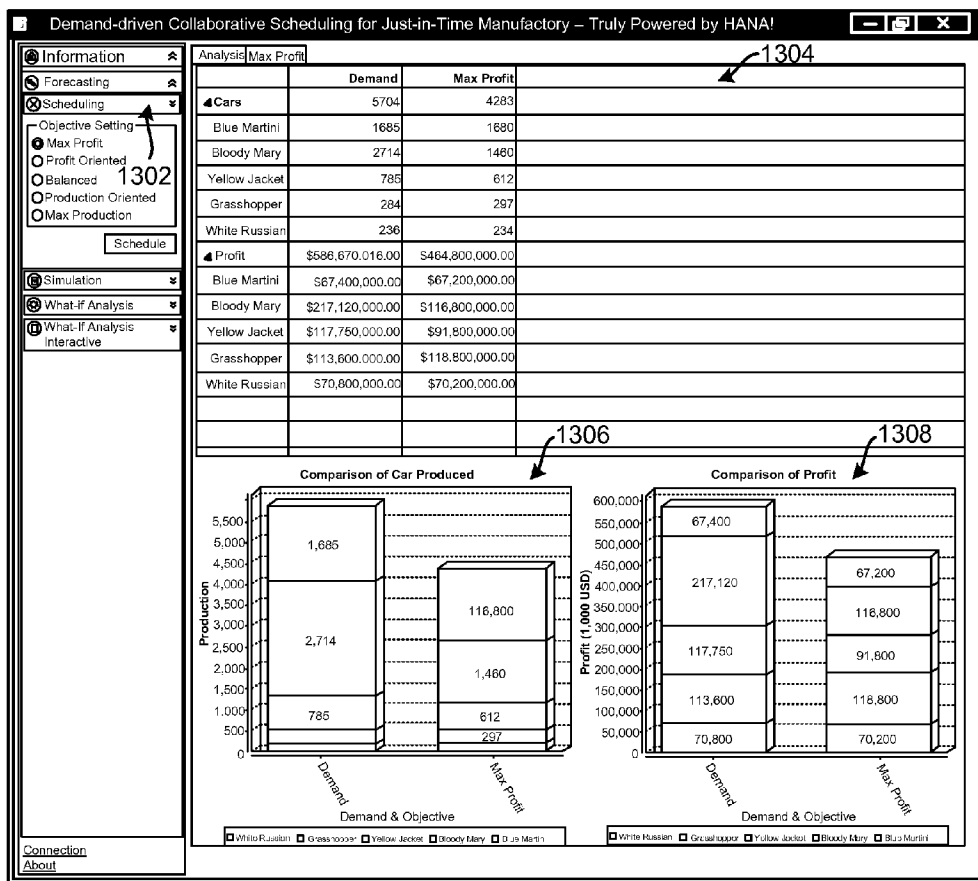 Demand-driven Collaborative Scheduling for Just-in-Time Manufactory – Truly Powered by HANA!
Information
Forecasting
Scheduling
Objective Setting
Max Profit
Profit Oriented
Balanced
Production Oriented
Max Production
1302
Schedule
Simulation
What-if Analysis
What-If Analysis
Interactive
Connection
About
Analysis Max Profit
1304
Demand Max Profit
Cars 5704 4283
Blue Martini 1685 1680
Bloody Mary 2714 1460
Yellow Jacket 785 612
Grasshopper 284 297
White Russian 236 234
Profit $586,670.016.00 $464,800,000.00
Blue Martini $67,400,000.00 $67,200,000.00
Bloody Mary $217,120,000.00 $116,800,000.00
Yellow Jacket $117,750,000.00 $91,800,000.00
Grasshopper $113,600.000.00 $118.800,000.00
White Russian $70,800,000.00 $70,200,000.00
1306
Comparison of Car Produced
Production
5,500
5,000
4,500
4,000
3,500
3,000
2,500
2,000
1,500
1,000
500
0
1,685
2,714
785
116,800
1,460
612
297
Demand
Max Profit
Demand & Objective
White Russian Grasshopper Yellow Jacket Bloody Mary Blue Martini
1308
Comparison of Profit
Profit (1,000 USD)
600,000
550,000
500,000
450,000
400,000
350,000
300,000
250,000
200,000
150,000
100,000
50,000
0
67,400
217,120
117,750
113,600
70,800
67,200
116,800
91,800
118,800
70,200
Demand
Max Profit
Demand & Objective
White Russian Grasshopper Yellow Jacket Bloody Mary Blue Martini